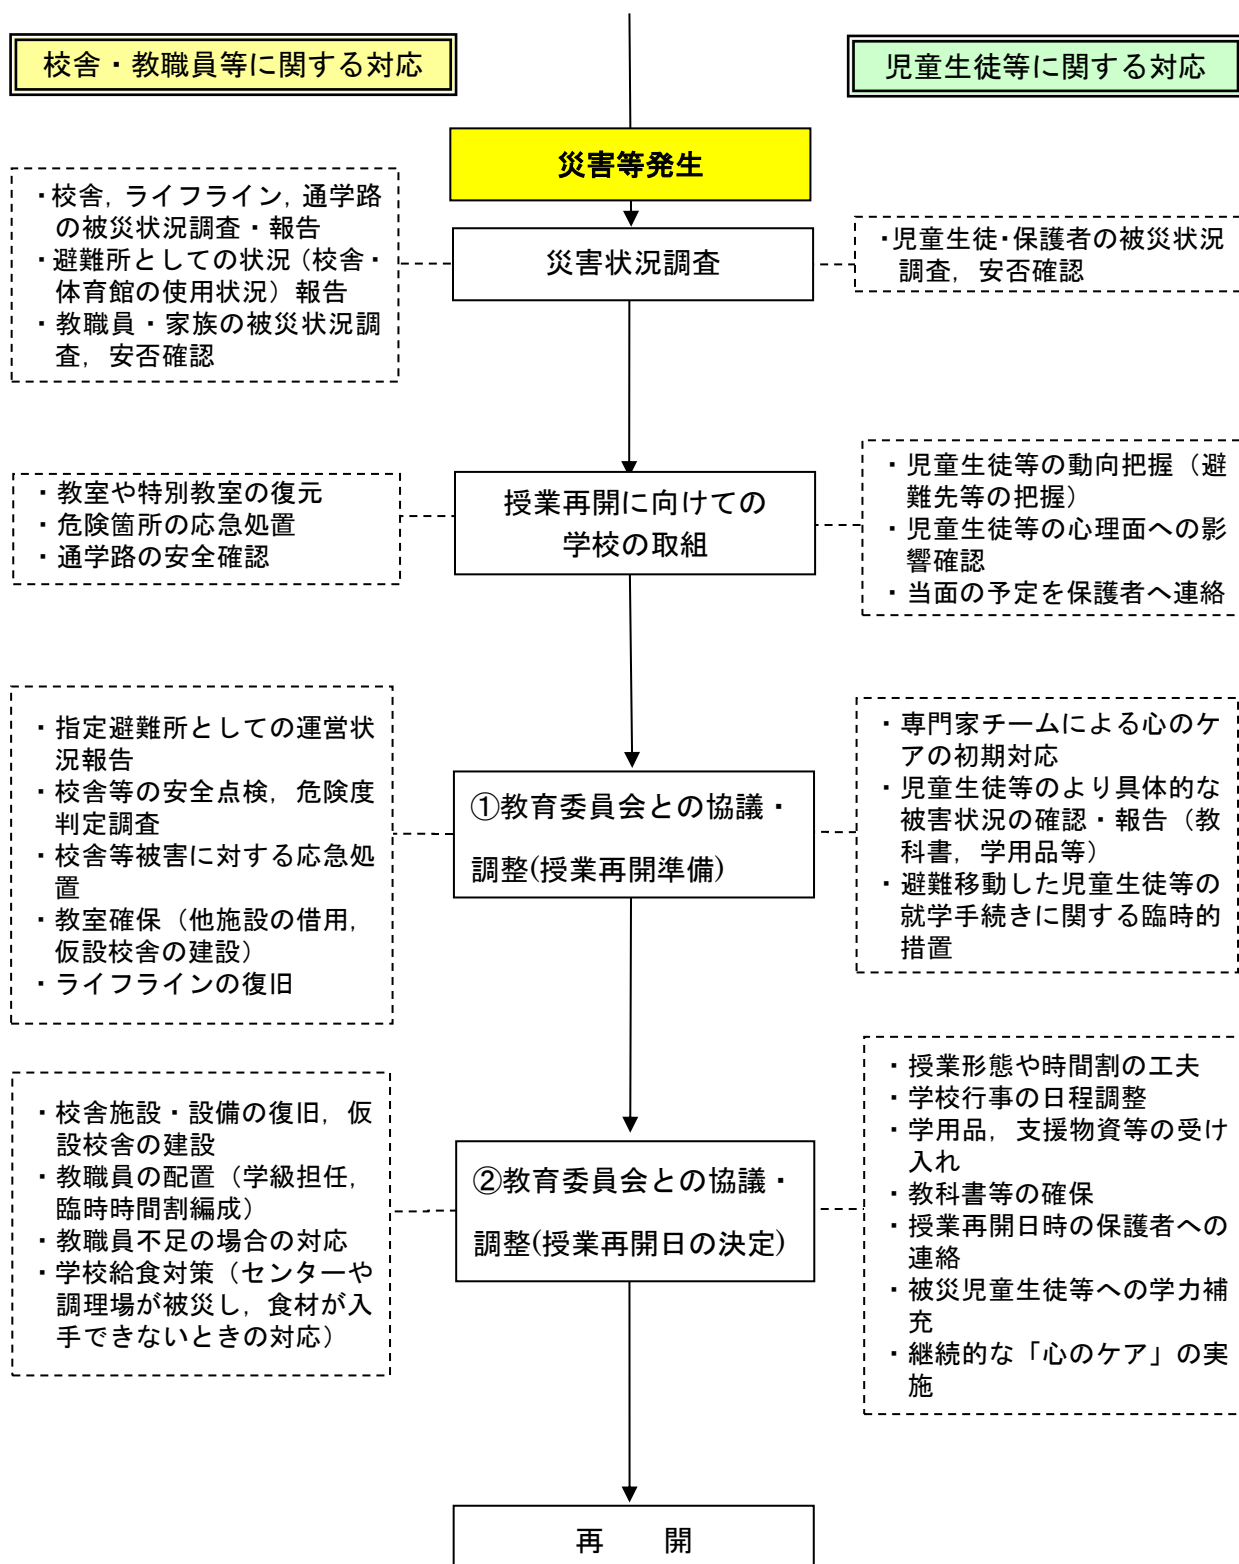 校舎・教職員等に関する対応
児童生徒等に関する対応
災害等発生
・校舎,ライフライン,通学路
の被災状況調査・報告
・避難所としての状況(校舎・
体育館の使用状況)報告
・教職員・家族の被災状況調
査,安否確認
災害状況調査
・児童生徒・保護者の被災状況
調査,安否確認
・教室や特別教室の復元
・危険箇所の応急処置
・通学路の安全確認
授業再開に向けての
学校の取組
・児童生徒等の動向把握(避
難先等の把握)
・児童生徒等の心理面への影
響確認
・当面の予定を保護者へ連絡
・指定避難所としての運営状
況報告
・校舎等の安全点検,危険度
判定調査
・校舎等被害に対する応急処
置
・教室確保(他施設の借用,
仮設校舎の建設)
・ライフラインの復旧
①教育委員会との協議・
調整(授業再開準備)
・専門家チームによる心のケ
アの初期対応
・児童生徒等のより具体的な
被害状況の確認・報告(教
科書,学用品等)
・避難移動した児童生徒等の
就学手続きに関する臨時的
措置
・校舎施設・設備の復旧,仮
設校舎の建設
・教職員の配置(学級担任,
臨時時間割編成)
・教職員不足の場合の対応
・学校給食対策(センターや
調理場が被災し,食材が入
手できないときの対応)
②教育委員会との協議・
調整(授業再開日の決定)
・授業形態や時間割の工夫
・学校行事の日程調整
・学用品,支援物資等の受け
入れ
・教科書等の確保
・授業再開日時の保護者への
連絡
・被災児童生徒等への学力補
充
・継続的な「心のケア」の実
施
再　開